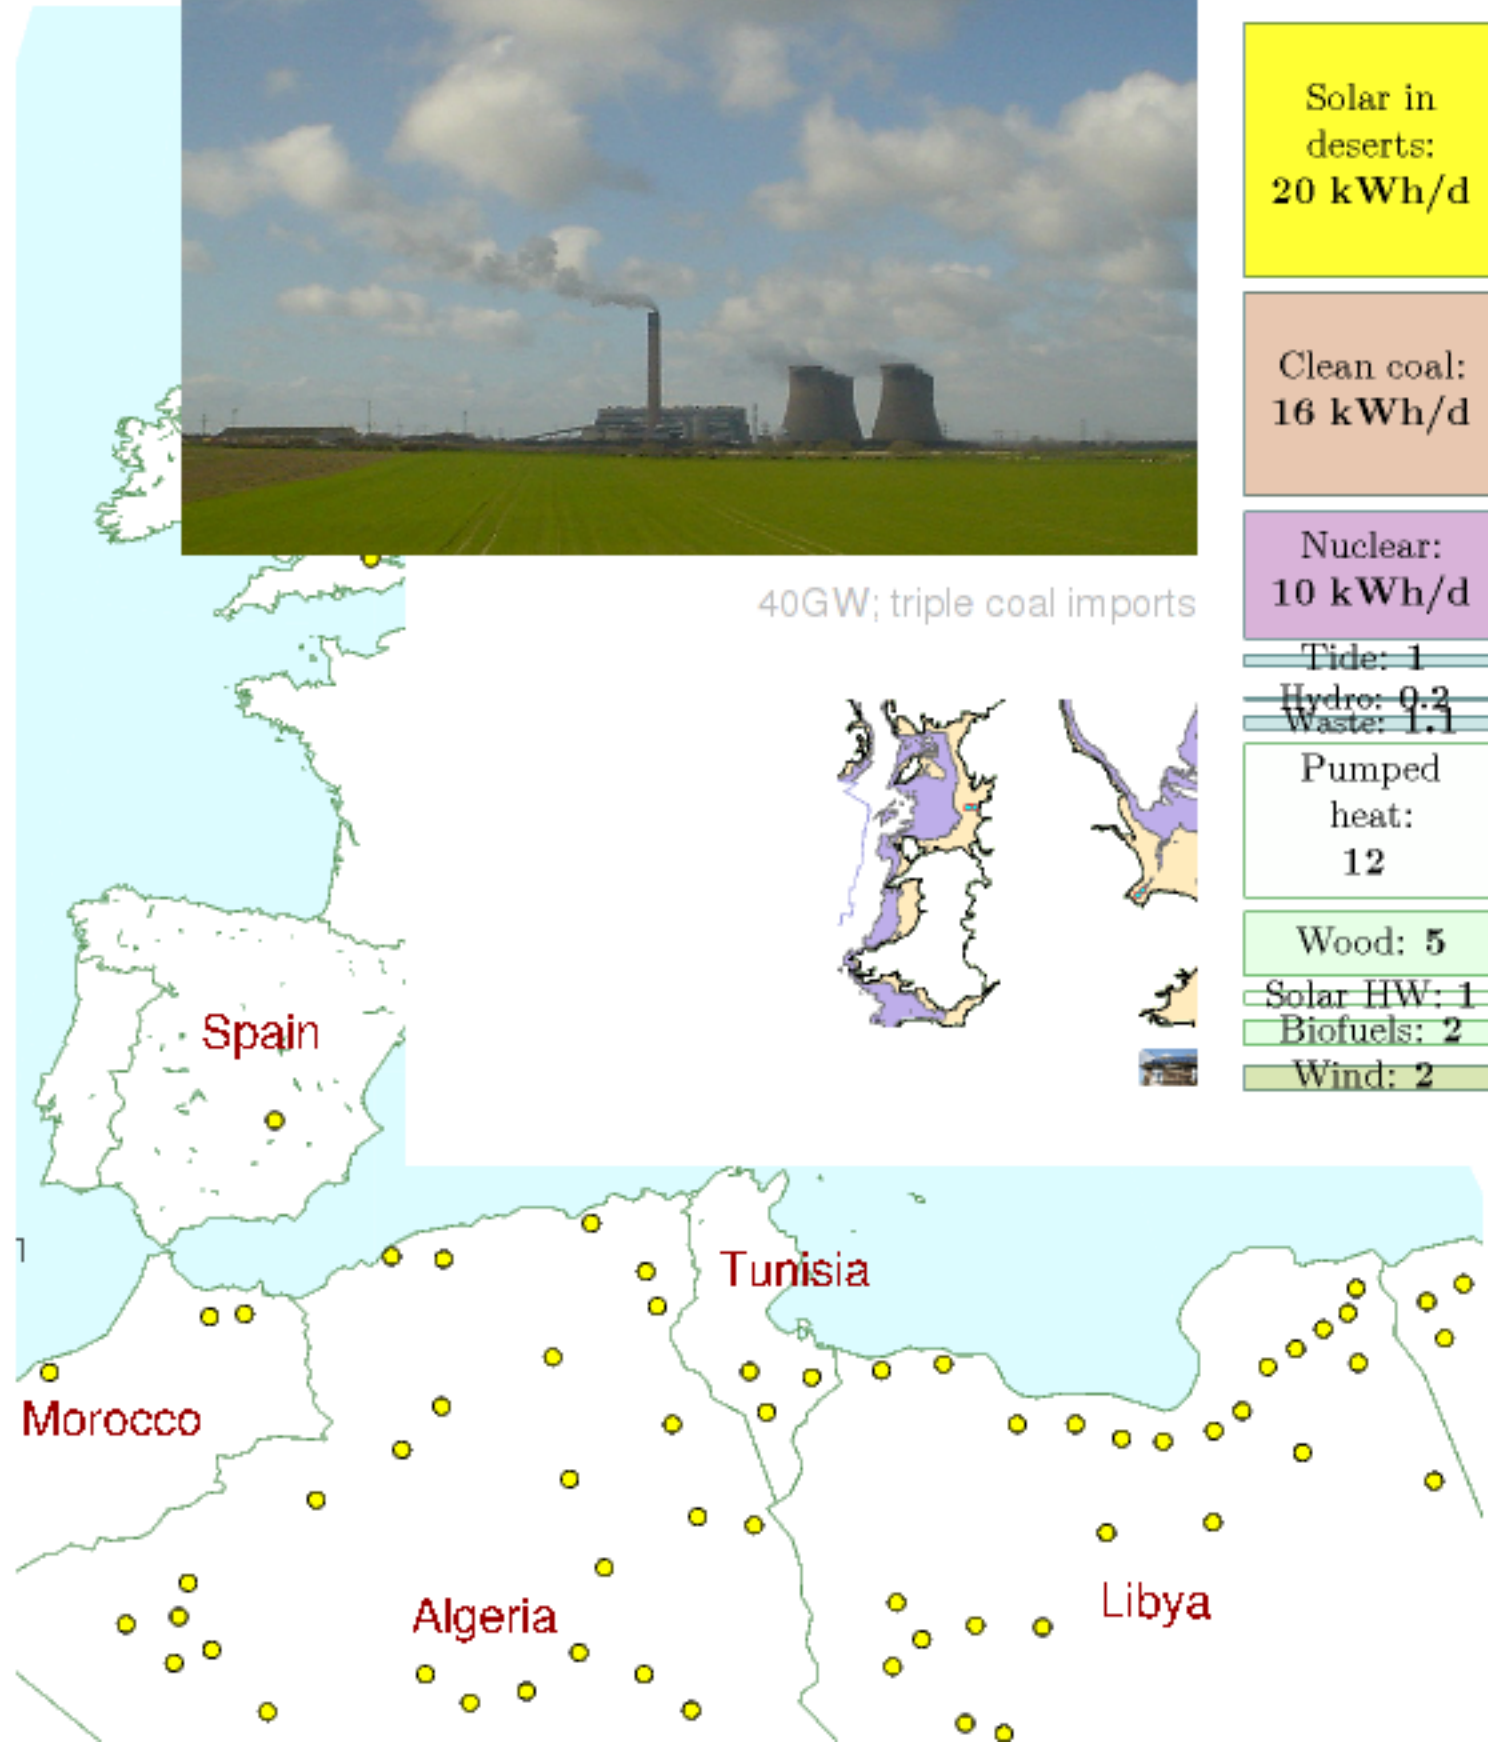 Solar in
deserts:
20 kWh/d
Clean coal:
16 kWh/d
Nuclear:
10 kWh/d
40GW; triple coal imports
Tide: 1
Hydro: 0.2
Waste: 1.1
Pumped
heat:
12
Wood: 5
Solar HW: 1
Biofuels: 2
Wind: 2
Spain
Tunisia
Morocco
Algeria
Libya